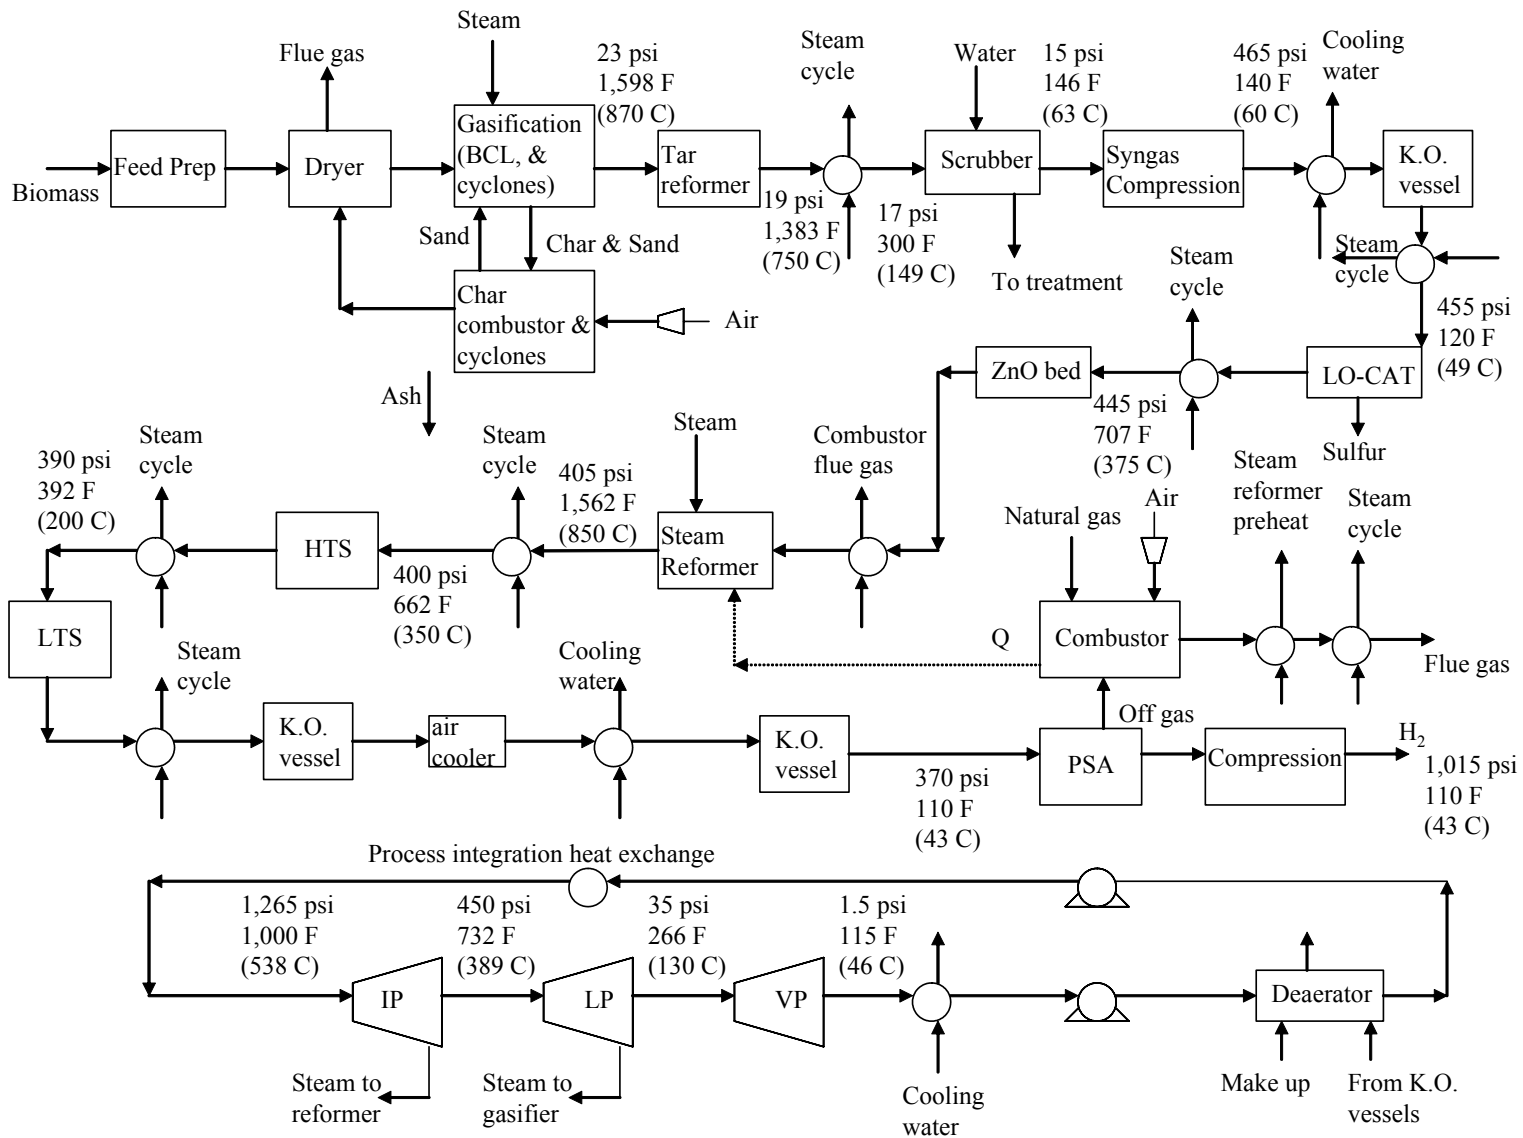 Steam
Flue gas
23 psi
1,598 F
(870 C)
Steam
cycle
Water
15 psi
146 F
(63 C)
465 psi
140 F
(60 C)
Cooling
water
Biomass
Feed Prep
Dryer
Gasification
(BCL, &
cyclones)
Tar
reformer
19 psi
1,383 F
(750 C)
17 psi
300 F
(149 C)
Scrubber
To treatment
Syngas
Compression
K.O.
vessel
Sand
Char & Sand
Char
combustor &
cyclones
Air
Ash
Steam
cycle
Steam
cycle
455 psi
120 F
(49 C)
LO-CAT
Sulfur
ZnO bed
445 psi
707 F
(375 C)
390 psi
392 F
(200 C)
Steam
cycle
HTS
Steam
cycle
400 psi
662 F
(350 C)
405 psi
1,562 F
(850 C)
Steam
Steam
Reformer
Combustor
flue gas
Natural gas
Air
Steam
reformer
preheat
Steam
cycle
Q
Combustor
Flue gas
LTS
Steam
cycle
K.O.
vessel
air
cooler
Cooling
water
K.O.
vessel
370 psi
110 F
(43 C)
Off gas
PSA
Compression
H2
1,015 psi
110 F
(43 C)
Process integration heat exchange
1,265 psi
1,000 F
(538 C)
450 psi
732 F
(389 C)
35 psi
266 F
(130 C)
1.5 psi
115 F
(46 C)
IP
LP
VP
Deaerator
Steam to
reformer
Steam to
gasifier
Cooling
water
Make up
From K.O.
vessels